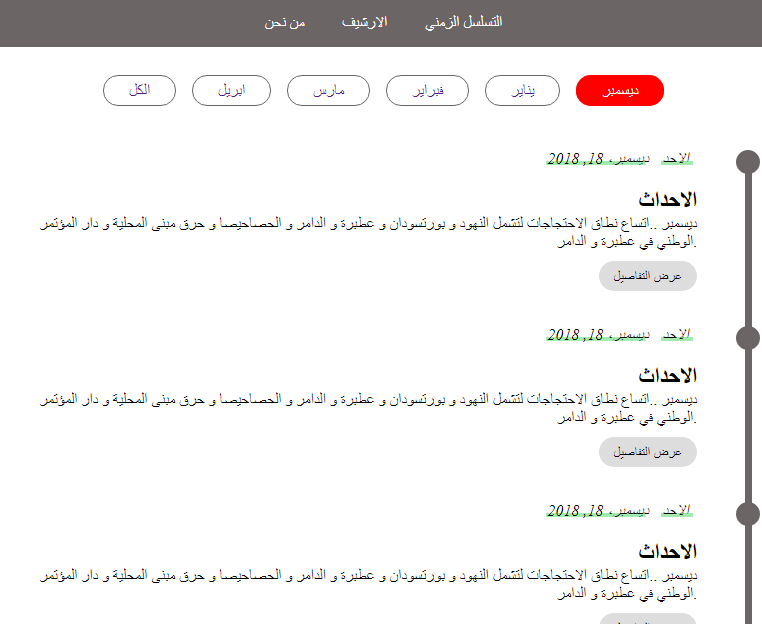 التسلسل الزمني الارشيف من نحن
ديسمبر يناير فبراير مارس ابريل الكل
الاحد ديسمبر، 18, 2018
الاحداث
ديسمبر ..اتساع نطاق الاحتجاجات لتشمل النهود و بورتسودان و عطبرة و الدامر و الحصاحيصا و حرق مبنى المحلية و دار المؤتمر
.الوطني في عطبرة و الدامر
عرض التفاصيل
الاحد ديسمبر، 18, 2018
الاحداث
ديسمبر ..اتساع نطاق الاحتجاجات لتشمل النهود و بورتسودان و عطبرة و الدامر و الحصاحيصا و حرق مبنى المحلية و دار المؤتمر
.الوطني في عطبرة و الدامر
عرض التفاصيل
الاحد ديسمبر، 18, 2018
الاحداث
ديسمبر ..اتساع نطاق الاحتجاجات لتشمل النهود و بورتسودان و عطبرة و الدامر و الحصاحيصا و حرق مبنى المحلية و دار المؤتمر
.الوطني في عطبرة و الدامر
عرض التفاصيل